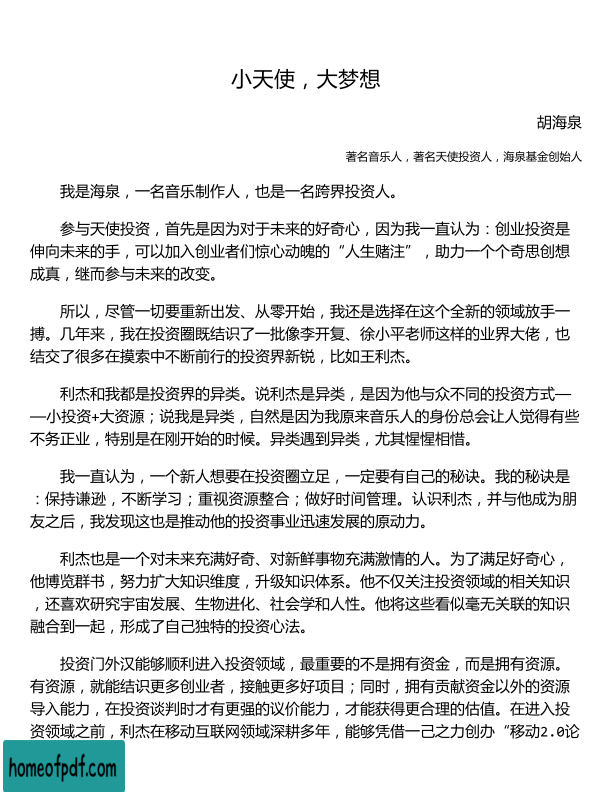 小天使，大梦想
胡海泉
著名音乐人，著名天使投资人，海泉基金创始人
我是海泉，一名音乐制作人，也是一名跨界投资人。
参与天使投资，首先是因为对于未来的好奇心，因为我一直认为：创业投资是
伸向未来的手，可以加入创业者们惊心动魄的“人生赌注”，助力一个个奇思创想
成真，继而参与未来的改变。
所以，尽管一切要重新出发、从零开始，我还是选择在这个全新的领域放手一
搏。几年来，我在投资圈既结识了一批像李开复、徐小平老师这样的业界大佬，也
结交了很多在摸索中不断前行的投资界新锐，比如王利杰。
利杰和我都是投资界的异类。说利杰是异类，是因为他与众不同的投资方式—
—小投资+大资源；说我是异类，自然是因为我原来音乐人的身份总会让人觉得有些
不务正业，特别是在刚开始的时候。异类遇到异类，尤其惺惺相惜。
我一直认为，一个新人想要在投资圈立足，一定要有自己的秘诀。我的秘诀是
：保持谦逊，不断学习；重视资源整合；做好时间管理。认识利杰，并与他成为朋
友之后，我发现这也是推动他的投资事业迅速发展的原动力。
利杰也是一个对未来充满好奇、对新鲜事物充满激情的人。为了满足好奇心，
他博览群书，努力扩大知识维度，升级知识体系。他不仅关注投资领域的相关知识
，还喜欢研究宇宙发展、生物进化、社会学和人性。他将这些看似毫无关联的知识
融合到一起，形成了自己独特的投资心法。
投资门外汉能够顺利进入投资领域，最重要的不是拥有资金，而是拥有资源。
有资源，就能结识更多创业者，接触更多好项目；同时，拥有贡献资金以外的资源
导入能力，在投资谈判时才有更强的议价能力，才能获得更合理的估值。在进入投
资领域之前，利杰在移动互联网领域深耕多年，能够凭借一己之力创办“移动2.0论
homeofpdf.com